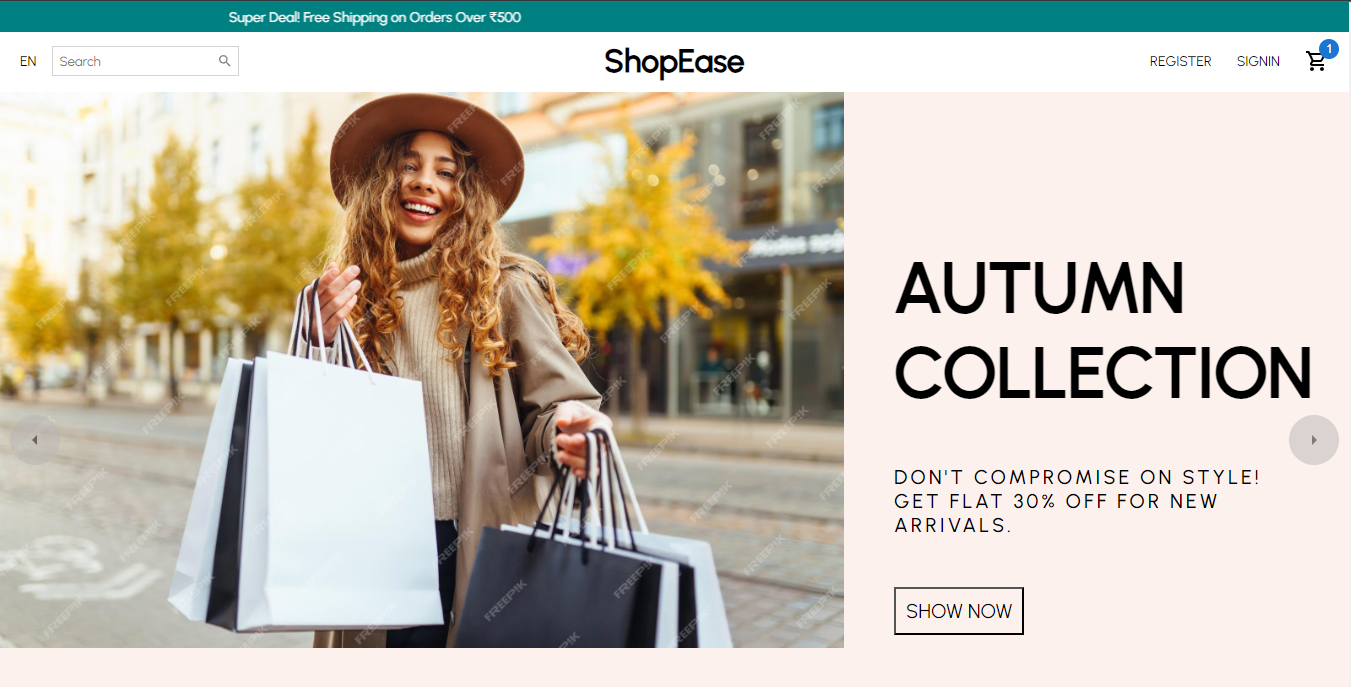 Super Deal! Free Shipping on Orders Over ₹500
EN
Search
ShopEase
REGISTER
SIGNIN
1
AUTUMN
COLLECTION
DON'T COMPROMISE ON STYLE!
GET FLAT 30% OFF FOR NEW
ARRIVALS.
SHOW NOW
FREEPIK